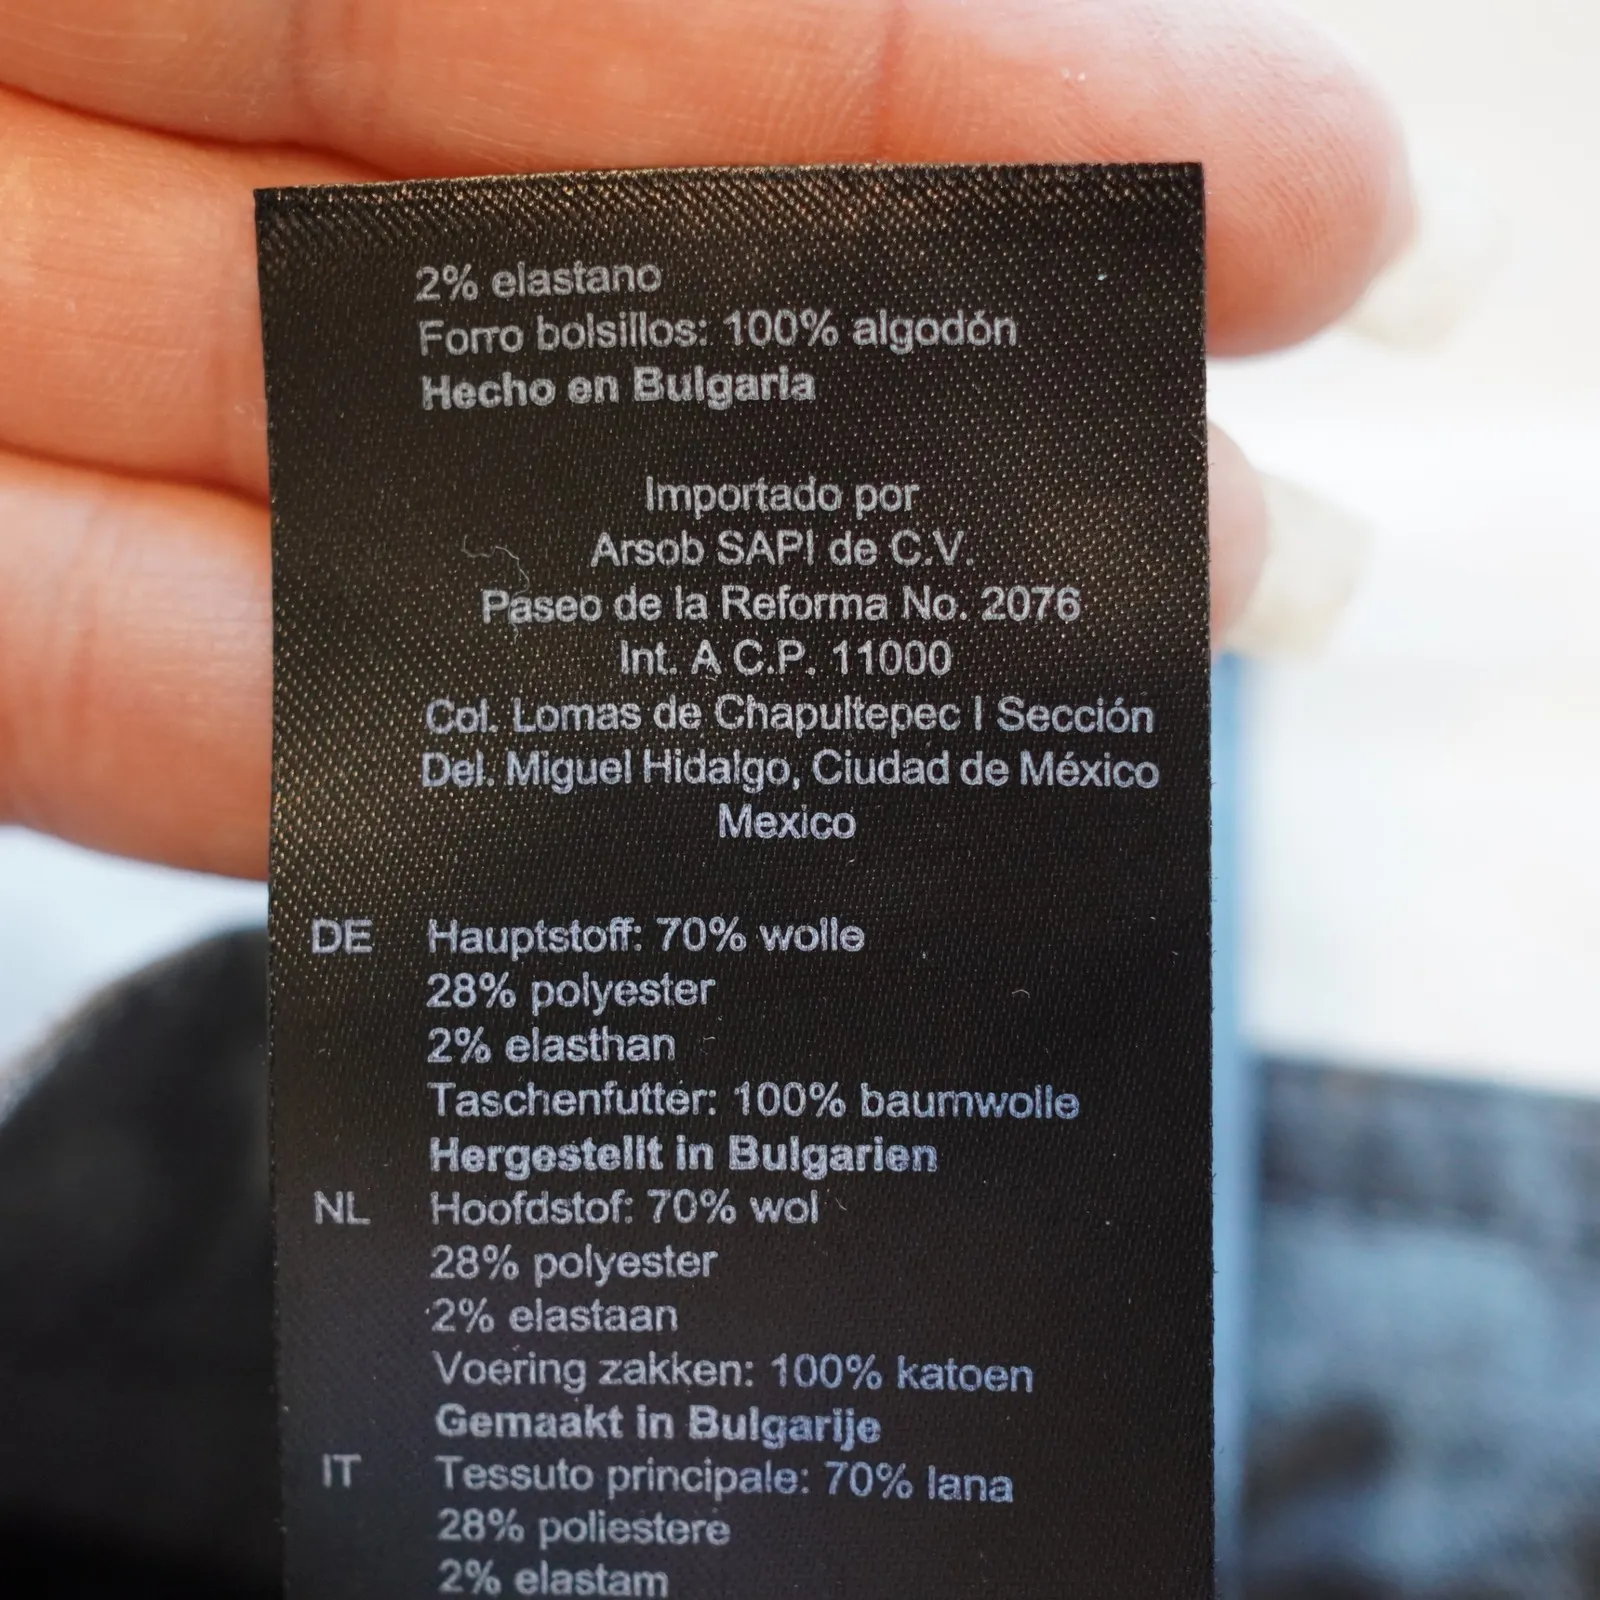 2% elastano
Forro bolsillos: 100% algodón
Hecho en Bulgaria
Importado por
Arsob SAPI de C.V.
Paseo de la Reforma No. 2076
Int. A C.P. 11000
Col. Lomas de Chapultepec I Sección
Del. Miguel Hidalgo, Ciudad de México
Mexico
DE Hauptstoff: 70% wolle
28% polyester
2% elasthan
Taschenfutter: 100% baumwolle
Hergestellt in Bulgarien
NL Hoofdstof: 70% wol
28% polyester
2% elastaan
Voering zakken: 100% katoen
Gemaakt in Bulgarije
IT Tessuto principale: 70% lana
28% poliestere
2% elastam